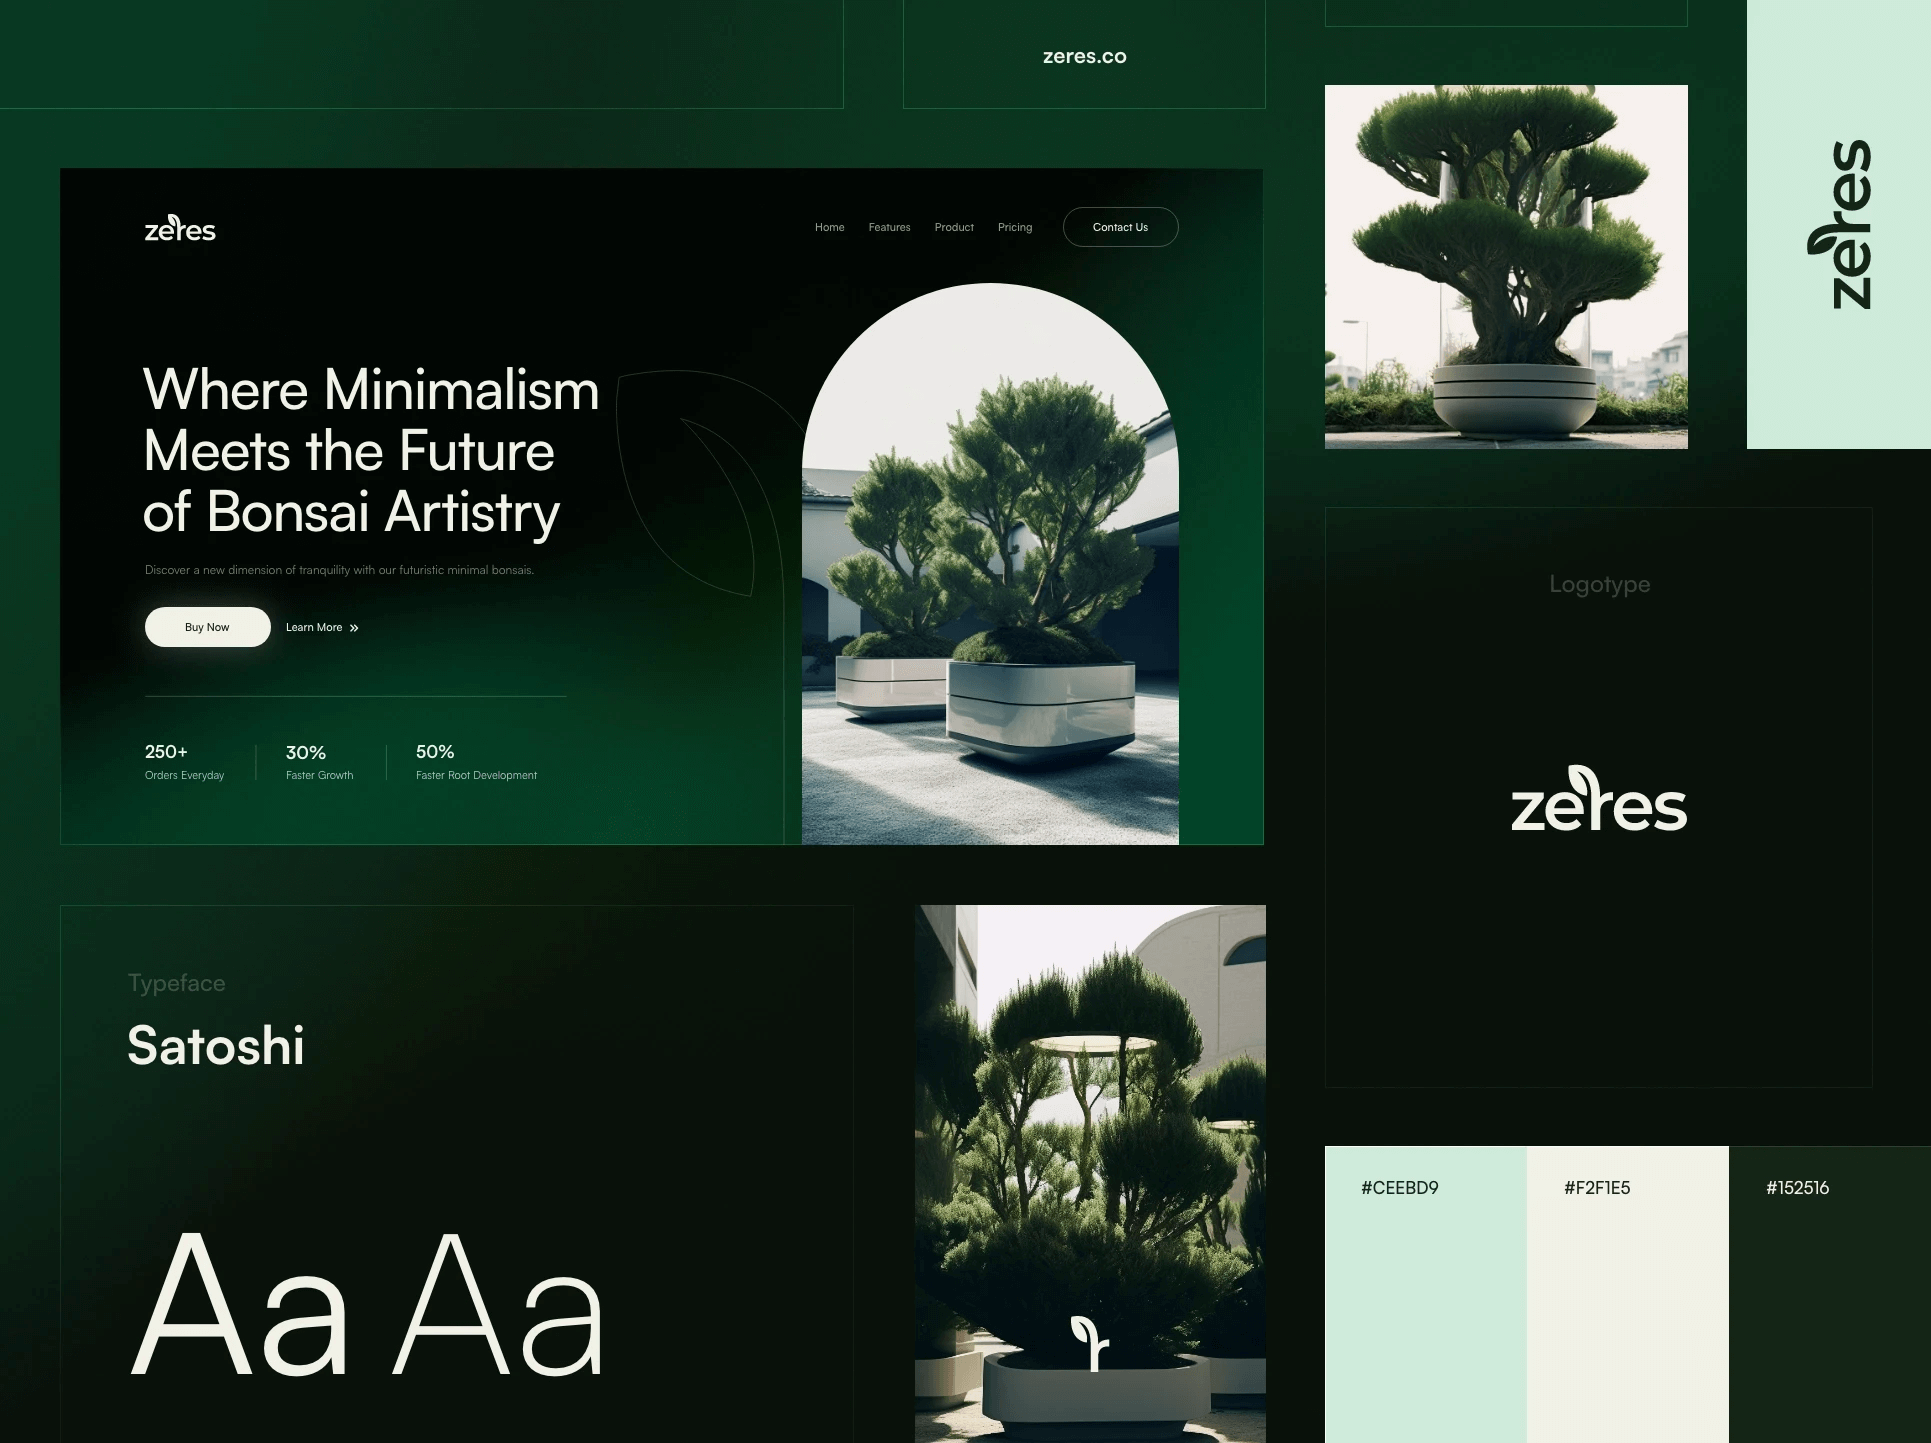 zeres.co
zeres
Home Features Product Pricing Contact Us
Where Minimalism
Meets the Future
of Bonsai Artistry
Discover a new dimension of tranquility with our futuristic minimal bonsais.
Buy Now Learn More »
250+ 30% 50%
Orders Everyday Faster Growth Faster Root Development
zeres
Logotype
zeres
Typeface
Satoshi
Aa Aa
r
#CEEBD9 #F2F1E5 #152516